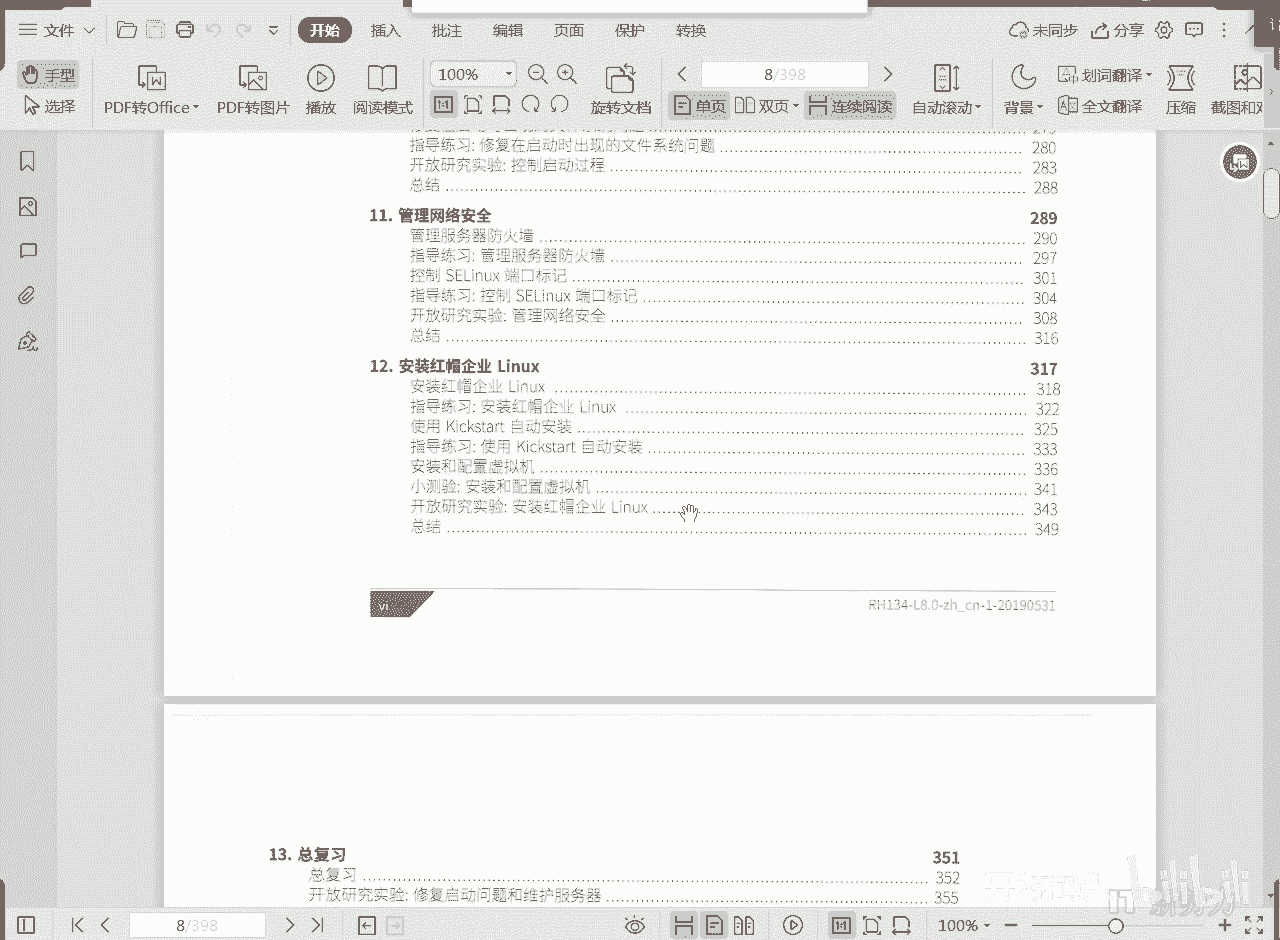 文件
开始
插入
批注
编辑
页面
保护
转换
未同步
分享
手型
选择
PDF转Office
PDF转图片
播放
阅读模式
100%
旋转文档
8/398
单页
双页
连续阅读
自动滚动
背景
划词翻译
全文翻译
压缩
截图和对
指导练习: 修复在启动时出现的文件系统问题 280
开放研究实验: 控制启动过程 283
总结 288
11. 管理网络安全 289
管理服务器防火墙 290
指导练习: 管理服务器防火墙 297
控制 SELinux 端口标记 301
指导练习: 控制 SELinux 端口标记 304
开放研究实验: 管理网络安全 308
总结 316
12. 安装红帽企业 Linux 317
安装红帽企业 Linux 318
指导练习: 安装红帽企业 Linux 322
使用 Kickstart 自动安装 325
指导练习: 使用 Kickstart 自动安装 333
安装和配置虚拟机 336
小测验: 安装和配置虚拟机 341
开放研究实验: 安装红帽企业 Linux 343
总结 349
vi
RH134-L8.0-zh_cn-1-20190531
13. 总复习 351
总复习 352
开放研究实验: 修复启动问题和维护服务器 355
bilibili
8/398
100%